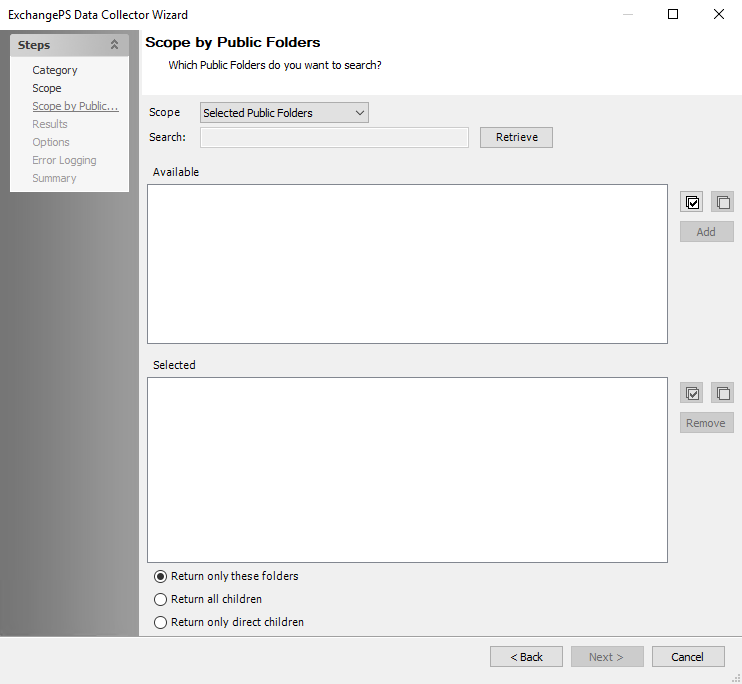 ExchangePS Data Collector Wizard
Steps
Category
Scope
Scope by Public...
Results
Options
Error Logging
Summary
Scope by Public Folders
Which Public Folders do you want to search?
Scope
Selected Public Folders
Search:
Retrieve
Available
Add
Selected
Remove
Return only these folders
Return all children
Return only direct children
< Back
Next >
Cancel